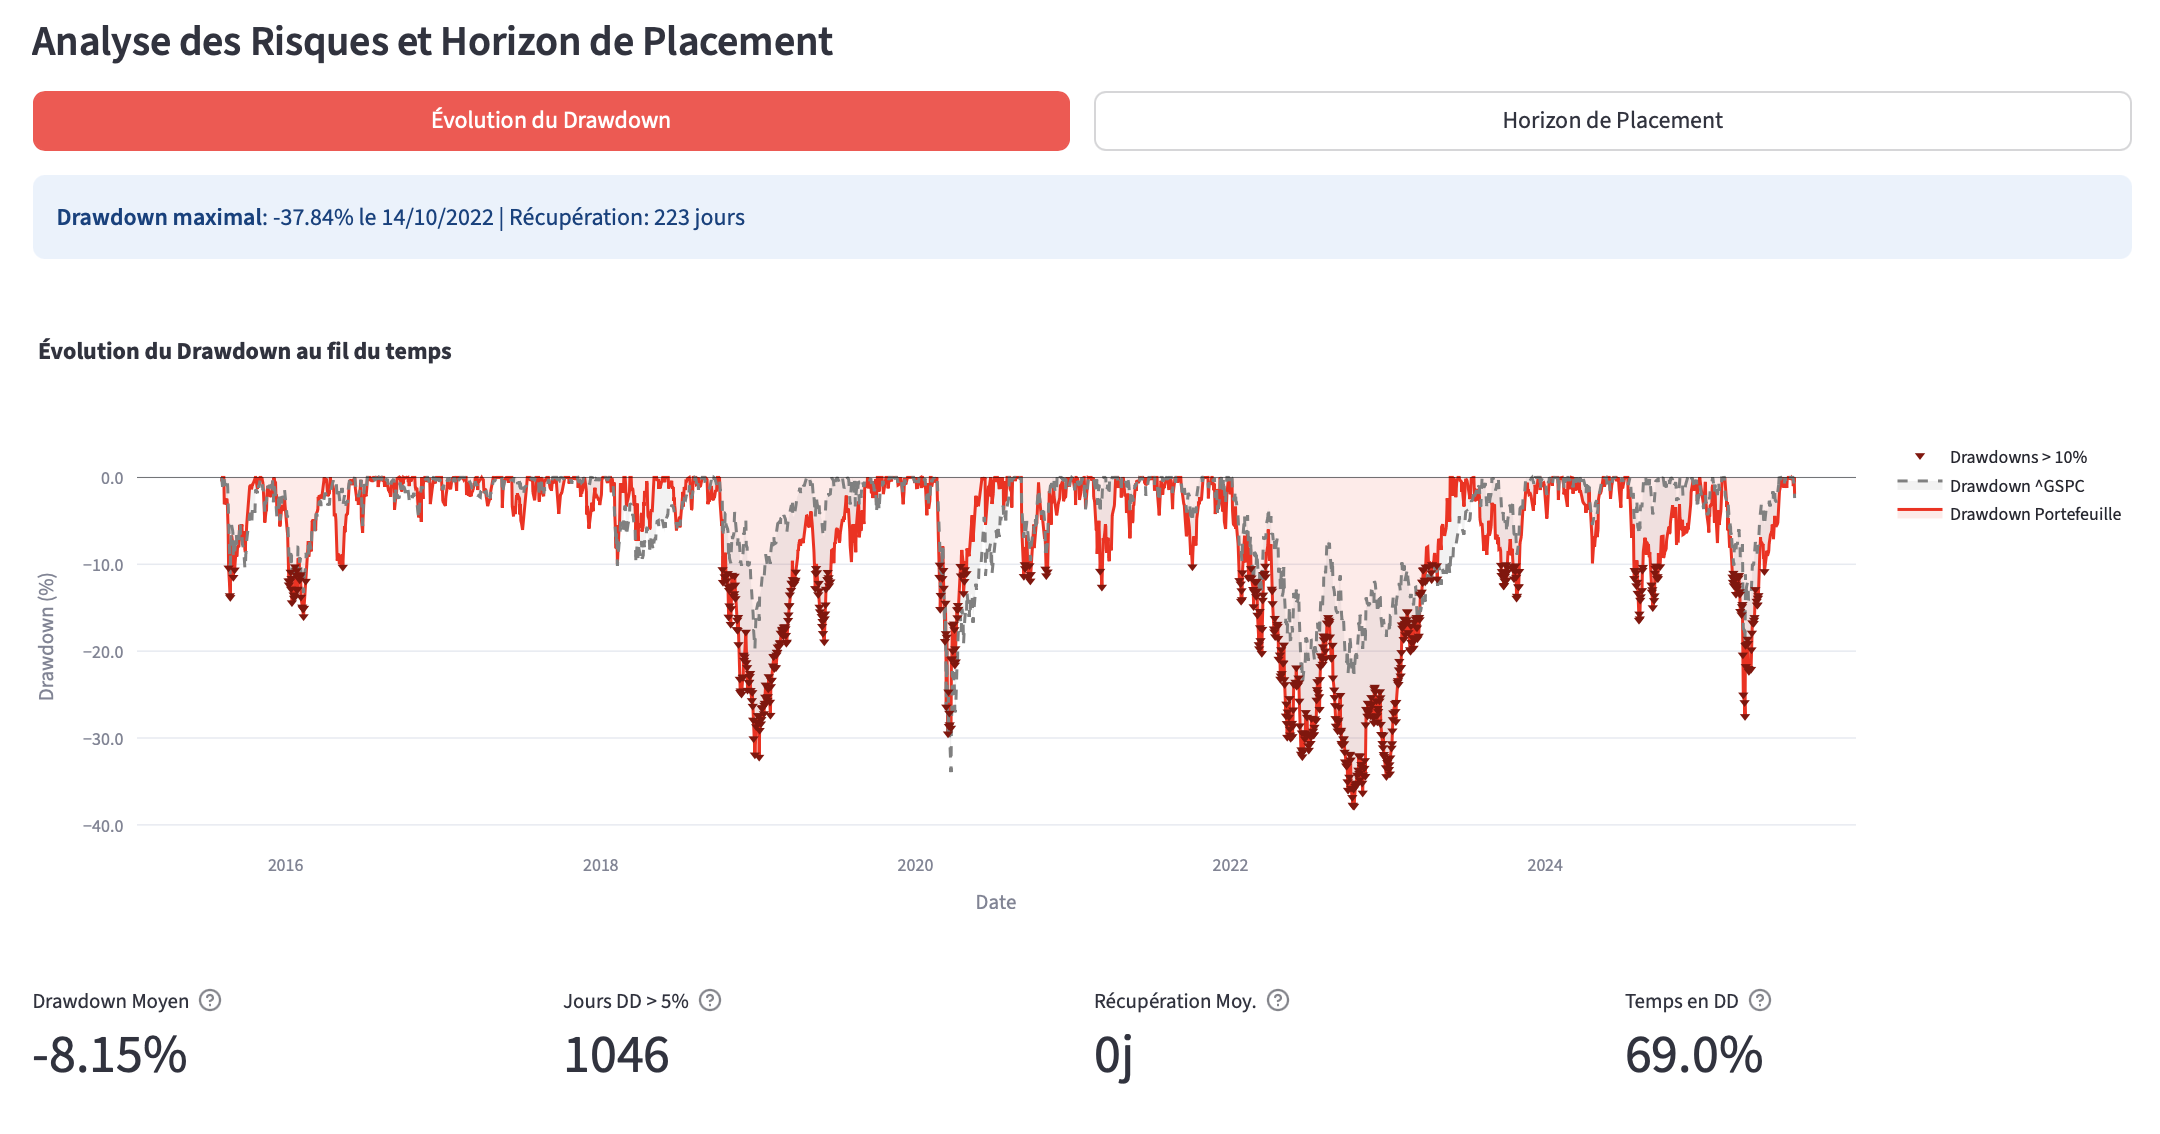 Analyse des Risques et Horizon de Placement
Évolution du Drawdown
Horizon de Placement
Drawdown maximal: -37.84% le 14/10/2022 | Récupération: 223 jours
Évolution du Drawdown au fil du temps
Drawdowns > 10%
Drawdown ^GSPC
Drawdown Portefeuille
0.0
−10.0
−20.0
−30.0
−40.0
Drawdown (%)
2016
2018
2020
2022
2024
Date
Drawdown Moyen ?
-8.15%
Jours DD > 5% ?
1046
Récupération Moy. ?
0j
Temps en DD ?
69.0%